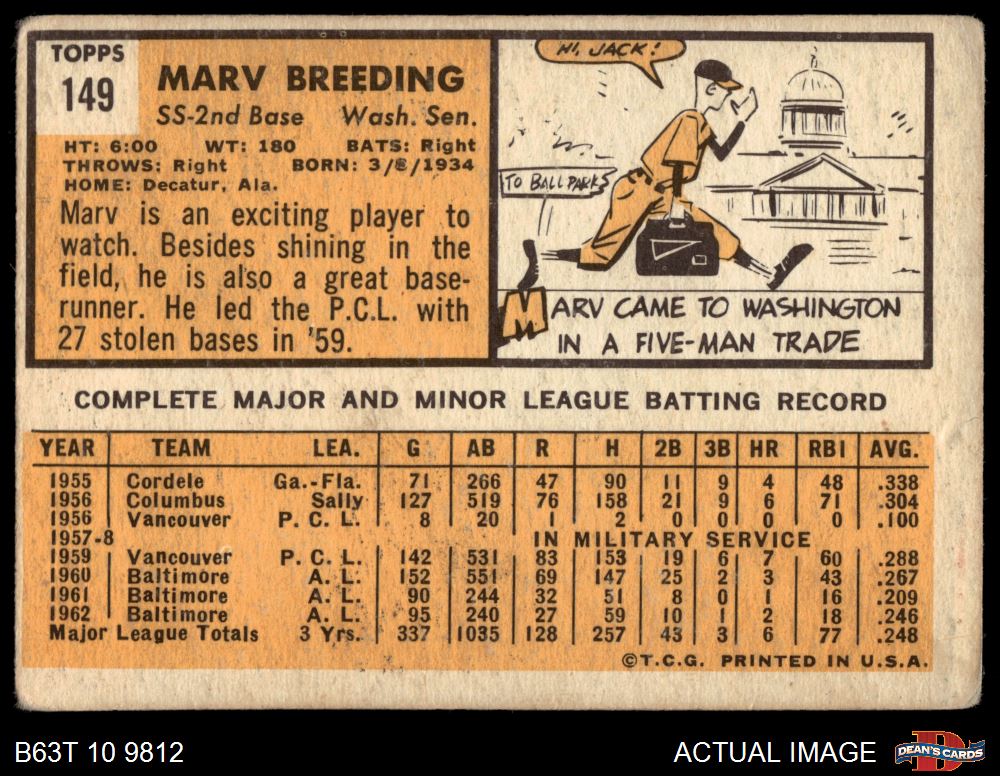 TOPPS
149
MARV BREEDING
SS-2nd Base Wash. Sen.
HT: 6:00 WT: 180 BATS: Right
THROWS: Right BORN: 3/8/1934
HOME: Decatur, Ala.
Marv is an exciting player to
watch. Besides shining in the
field, he is also a great base-
runner. He led the P.C.L. with
27 stolen bases in '59.
HI, JACK!
TO BALL PARKS
MARV CAME TO WASHINGTON
IN A FIVE-MAN TRADE
COMPLETE MAJOR AND MINOR LEAGUE BATTING RECORD
YEAR TEAM LEA. G AB R H 2B 3B HR RBI AVG.
1955 Cordele Ga.-Fla. 71 266 47 90 11 9 4 48 .338
1956 Columbus Sally 127 519 76 158 21 9 6 71 .304
1956 Vancouver P. C. L. 8 20 1 2 0 0 0 0 .100
1957-8 IN MILITARY SERVICE
1959 Vancouver P. C. L. 142 531 83 153 19 6 7 60 .288
1960 Baltimore A. L. 152 551 69 147 25 2 3 43 .267
1961 Baltimore A. L. 90 244 32 51 8 0 1 16 .209
1962 Baltimore A. L. 95 240 27 59 10 1 2 18 .246
Major League Totals 3 Yrs. 337 1035 128 257 43 3 6 77 .248
©T.C.G. PRINTED IN U.S.A.
B63T 10 9812
ACTUAL IMAGE
DEAN'S CARDS